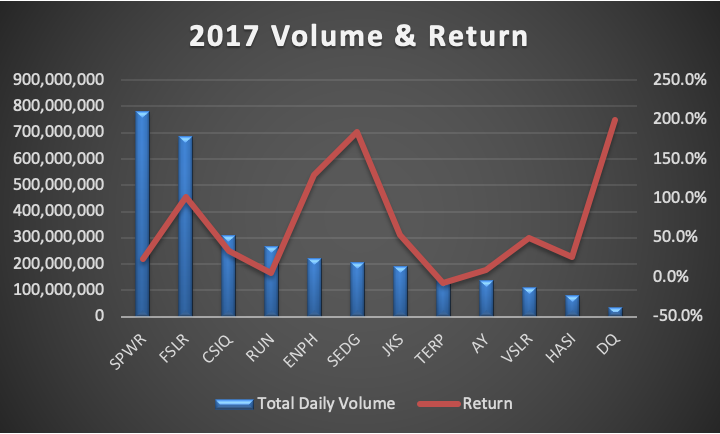 2017 Volume & Return
900,000,000
800,000,000
700,000,000
600,000,000
500,000,000
400,000,000
300,000,000
200,000,000
100,000,000
0
250.0%
200.0%
150.0%
100.0%
50.0%
0.0%
-50.0%
SPWR
FSLR
CSIQ
RUN
ENPH
SEDG
JKS
TERP
AY
VSLR
HASI
DQ
Total Daily Volume
Return